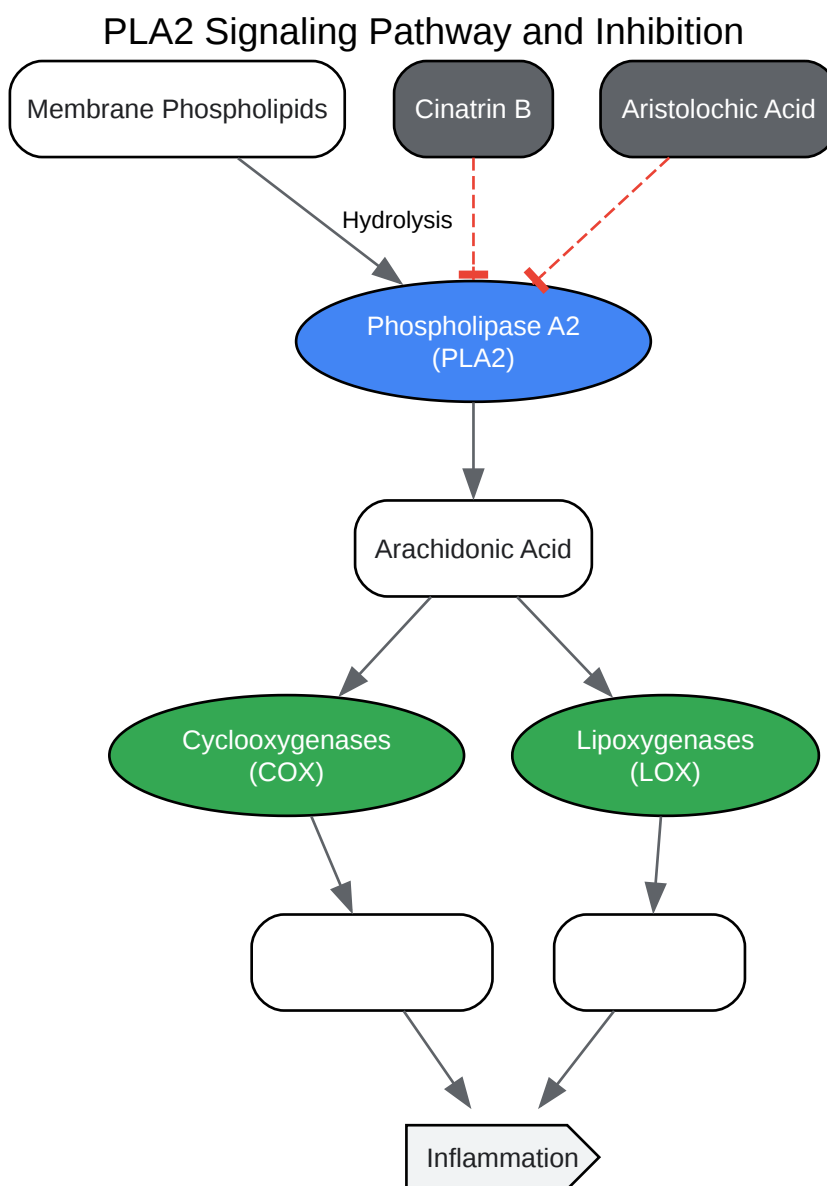 PLA2 Signaling Pathway and Inhibition
Membrane Phospholipids
Cinatrin B
Aristolochic Acid
Hydrolysis
Phospholipase A2
(PLA2)
Arachidonic Acid
Cyclooxygenases
(COX)
Lipoxygenases
(LOX)
Inflammation